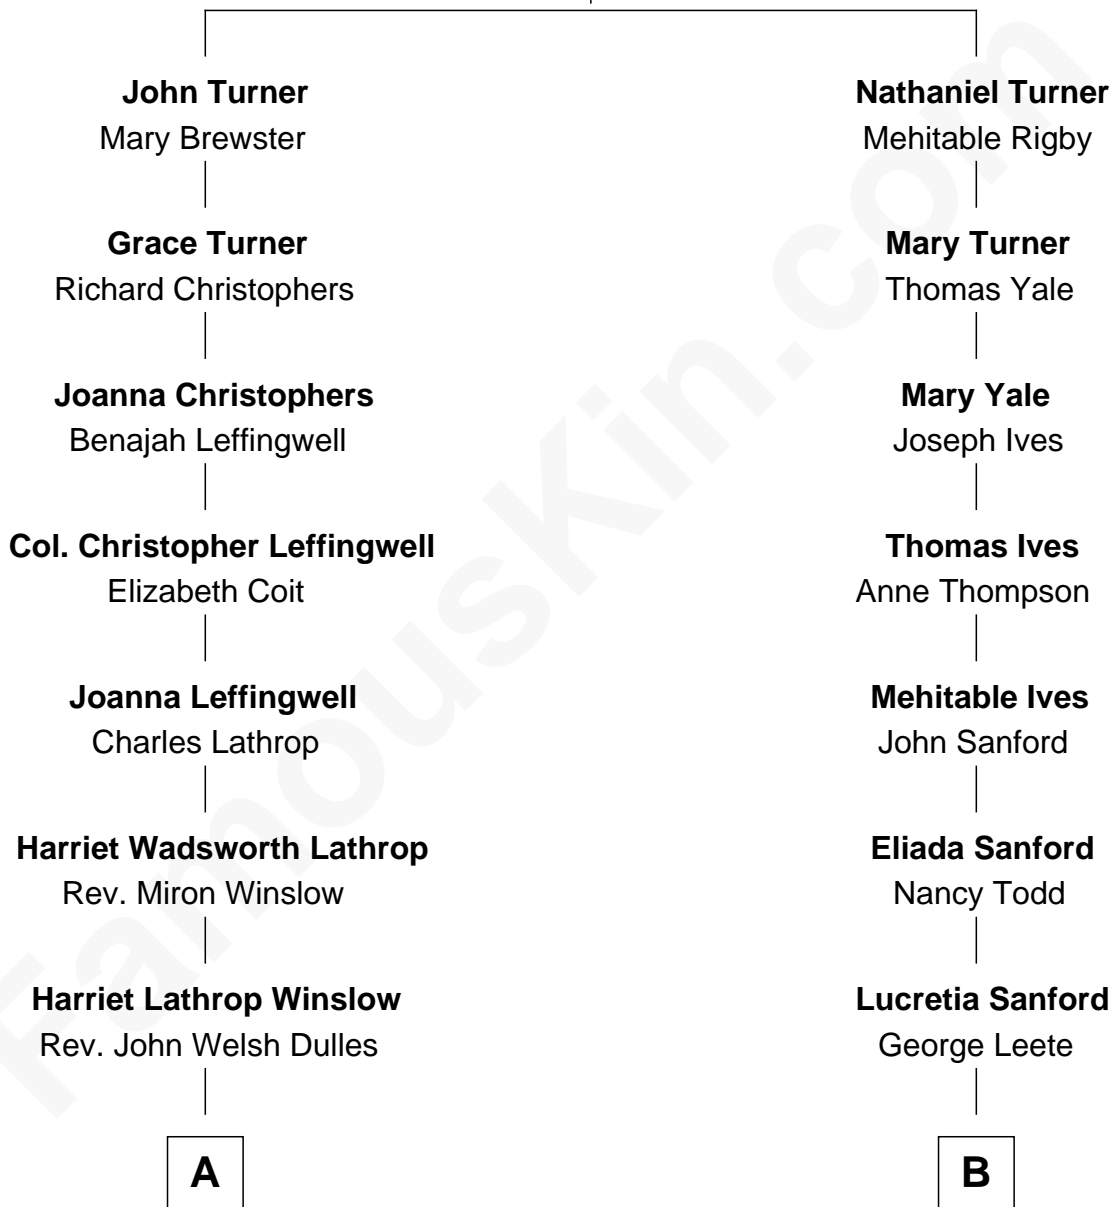 John Turner
Mary Brewster
Grace Turner
Richard Christophers
Joanna Christophers
Benajah Leffingwell
Col. Christopher Leffingwell
Elizabeth Coit
Joanna Leffingwell
Charles Lathrop
Harriet Wadsworth Lathrop
Rev. Miron Winslow
Harriet Lathrop Winslow
Rev. John Welsh Dulles
A
Nathaniel Turner
Mehitable Rigby
Mary Turner
Thomas Yale
Mary Yale
Joseph Ives
Thomas Ives
Anne Thompson
Mehitable Ives
John Sanford
Eliada Sanford
Nancy Todd
Lucretia Sanford
George Leete
B
FamousKin.com